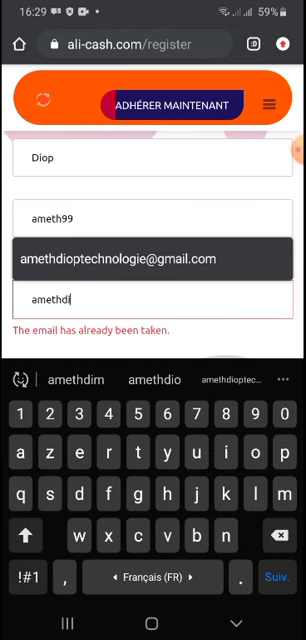 16:29 59%
ali-cash.com/register :D
ADHÉRER MAINTENANT
Diop
ameth99
amethdioptechnologie@gmail.com
amethdi
The email has already been taken.
amethdim amethdio amethdioptec...
1 2 3 4 5 6 7 8 9 0
a z e r t y u i o p
q s d f g h j k l m
w x c v b n
!#1 , Français (FR) . Suiv.